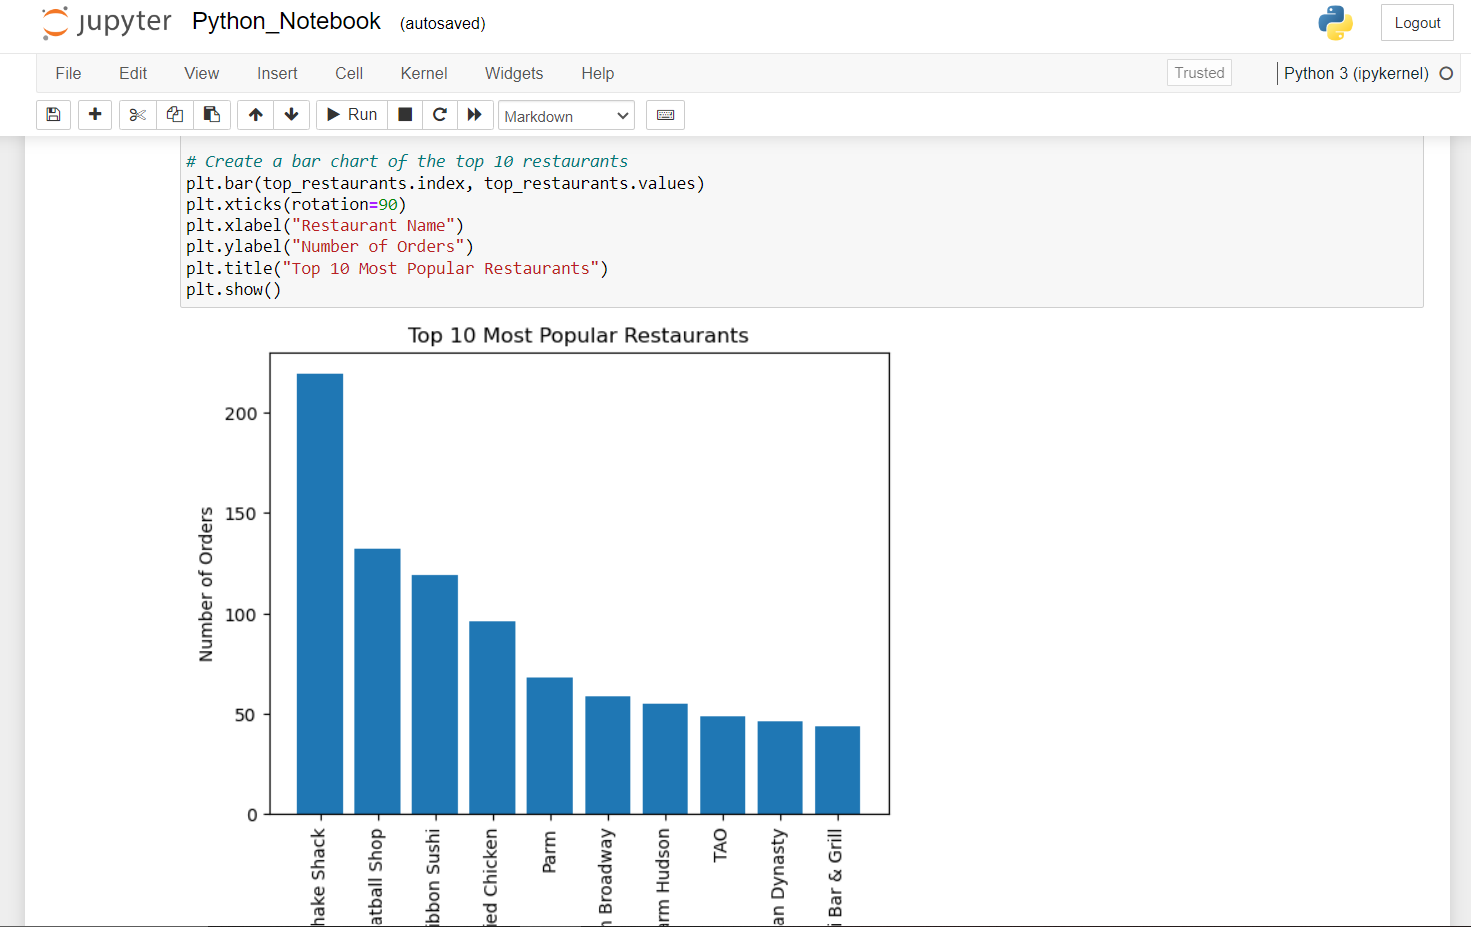 jupyter Python_Notebook (autosaved) Logout
File Edit View Insert Cell Kernel Widgets Help Trusted Python 3 (ipykernel)
Run Markdown
# Create a bar chart of the top 10 restaurants
plt.bar(top_restaurants.index, top_restaurants.values)
plt.xticks(rotation=90)
plt.xlabel("Restaurant Name")
plt.ylabel("Number of Orders")
plt.title("Top 10 Most Popular Restaurants")
plt.show()
Top 10 Most Popular Restaurants
Number of Orders
200
150
100
50
0
hake Shack
atball Shop
ibbon Sushi
ied Chicken
Parm
n Broadway
arm Hudson
TAO
an Dynasty
i Bar & Grill